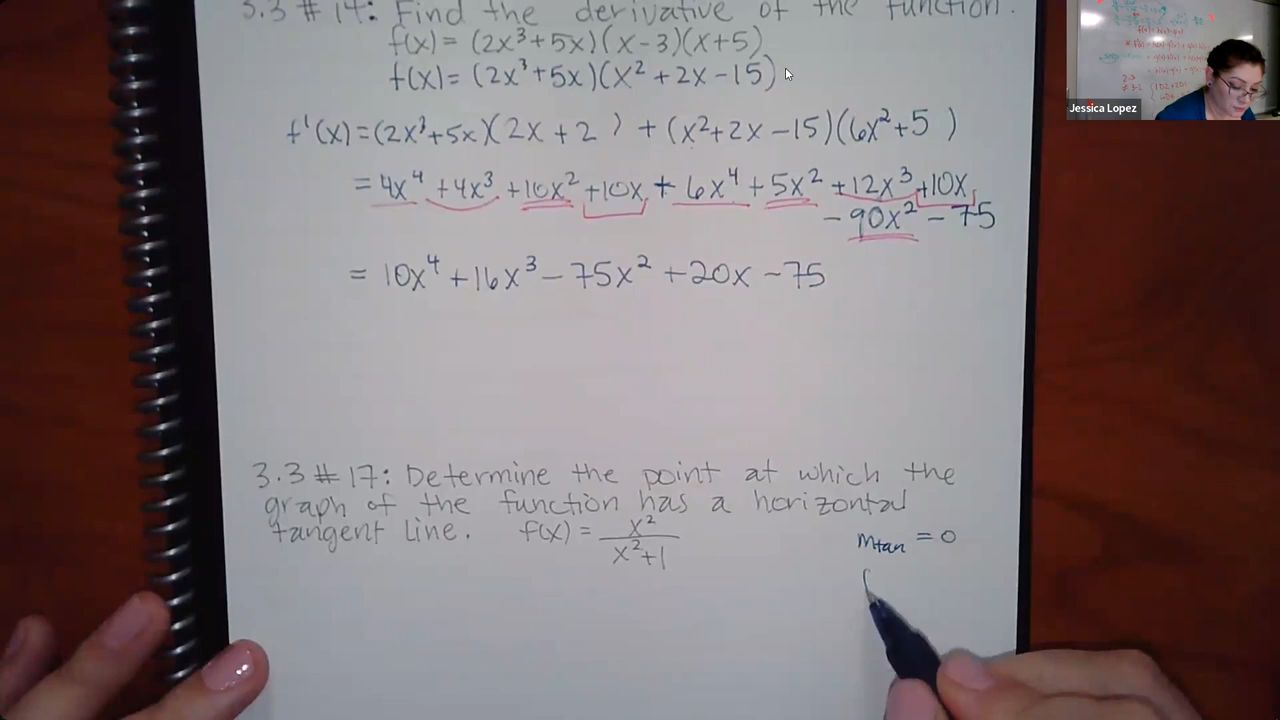 3.3 # 14: Find the derivative of the function.
f(x) = (2x³+5x)(x-3)(x+5)
f(x) = (2x³+5x)(x²+2x-15)
f'(x) = (2x³+5x)(2x+2) + (x²+2x-15)(6x²+5)
= 4x⁴ + 4x³ + 10x² + 10x + 6x⁴ + 5x² + 12x³ + 10x
- 90x² - 75
= 10x⁴ + 16x³ - 75x² + 20x - 75
3.3 # 17: Determine the point at which the
graph of the function has a horizontal
tangent line. f(x) = x²/x²+1
mtan = 0
Jessica Lopez